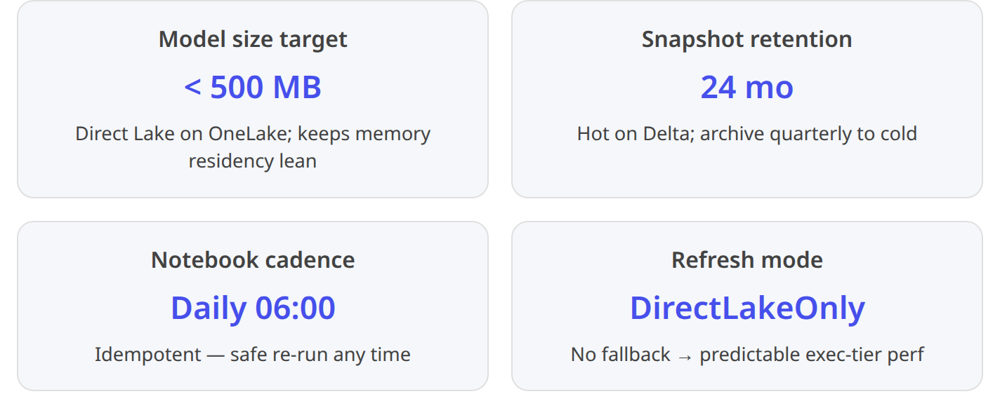 Model size target
< 500 MB
Direct Lake on OneLake; keeps memory
residency lean
Snapshot retention
24 mo
Hot on Delta; archive quarterly to cold
Notebook cadence
Daily 06:00
Idempotent — safe re-run any time
Refresh mode
DirectLakeOnly
No fallback → predictable exec-tier perf